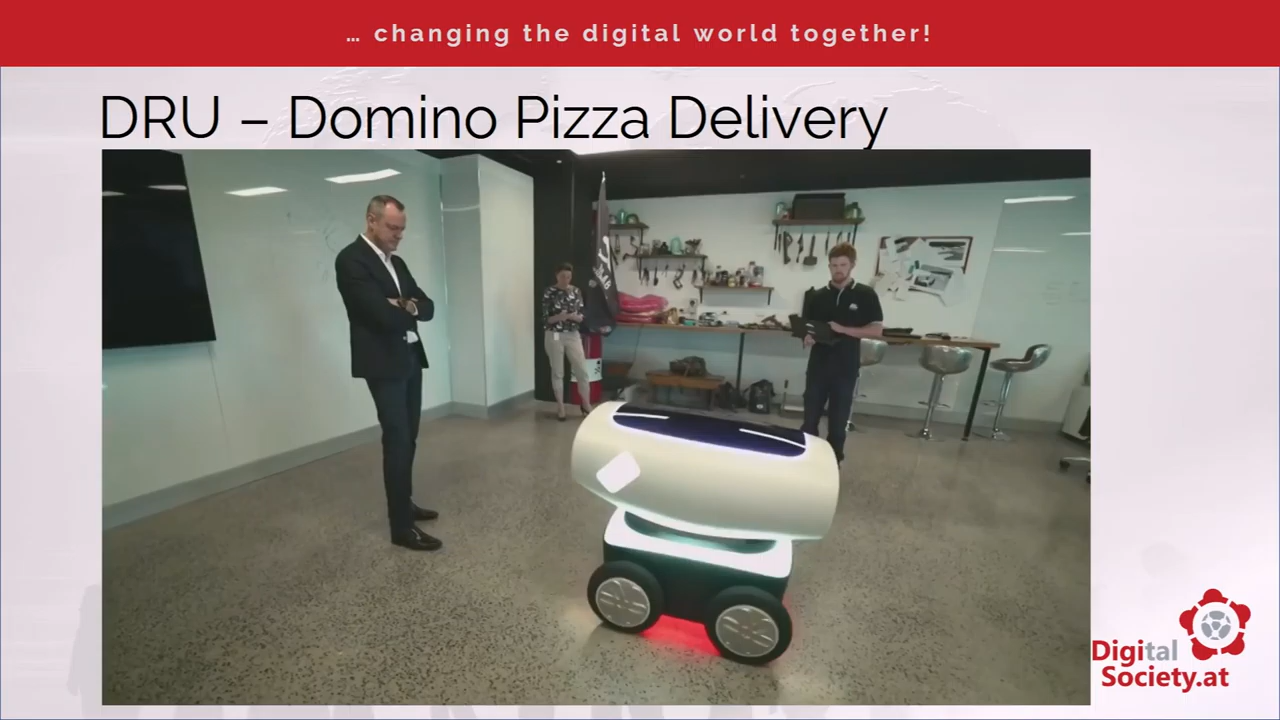 … changing the digital world together!
DRU – Domino Pizza Delivery
Digital
Society.at